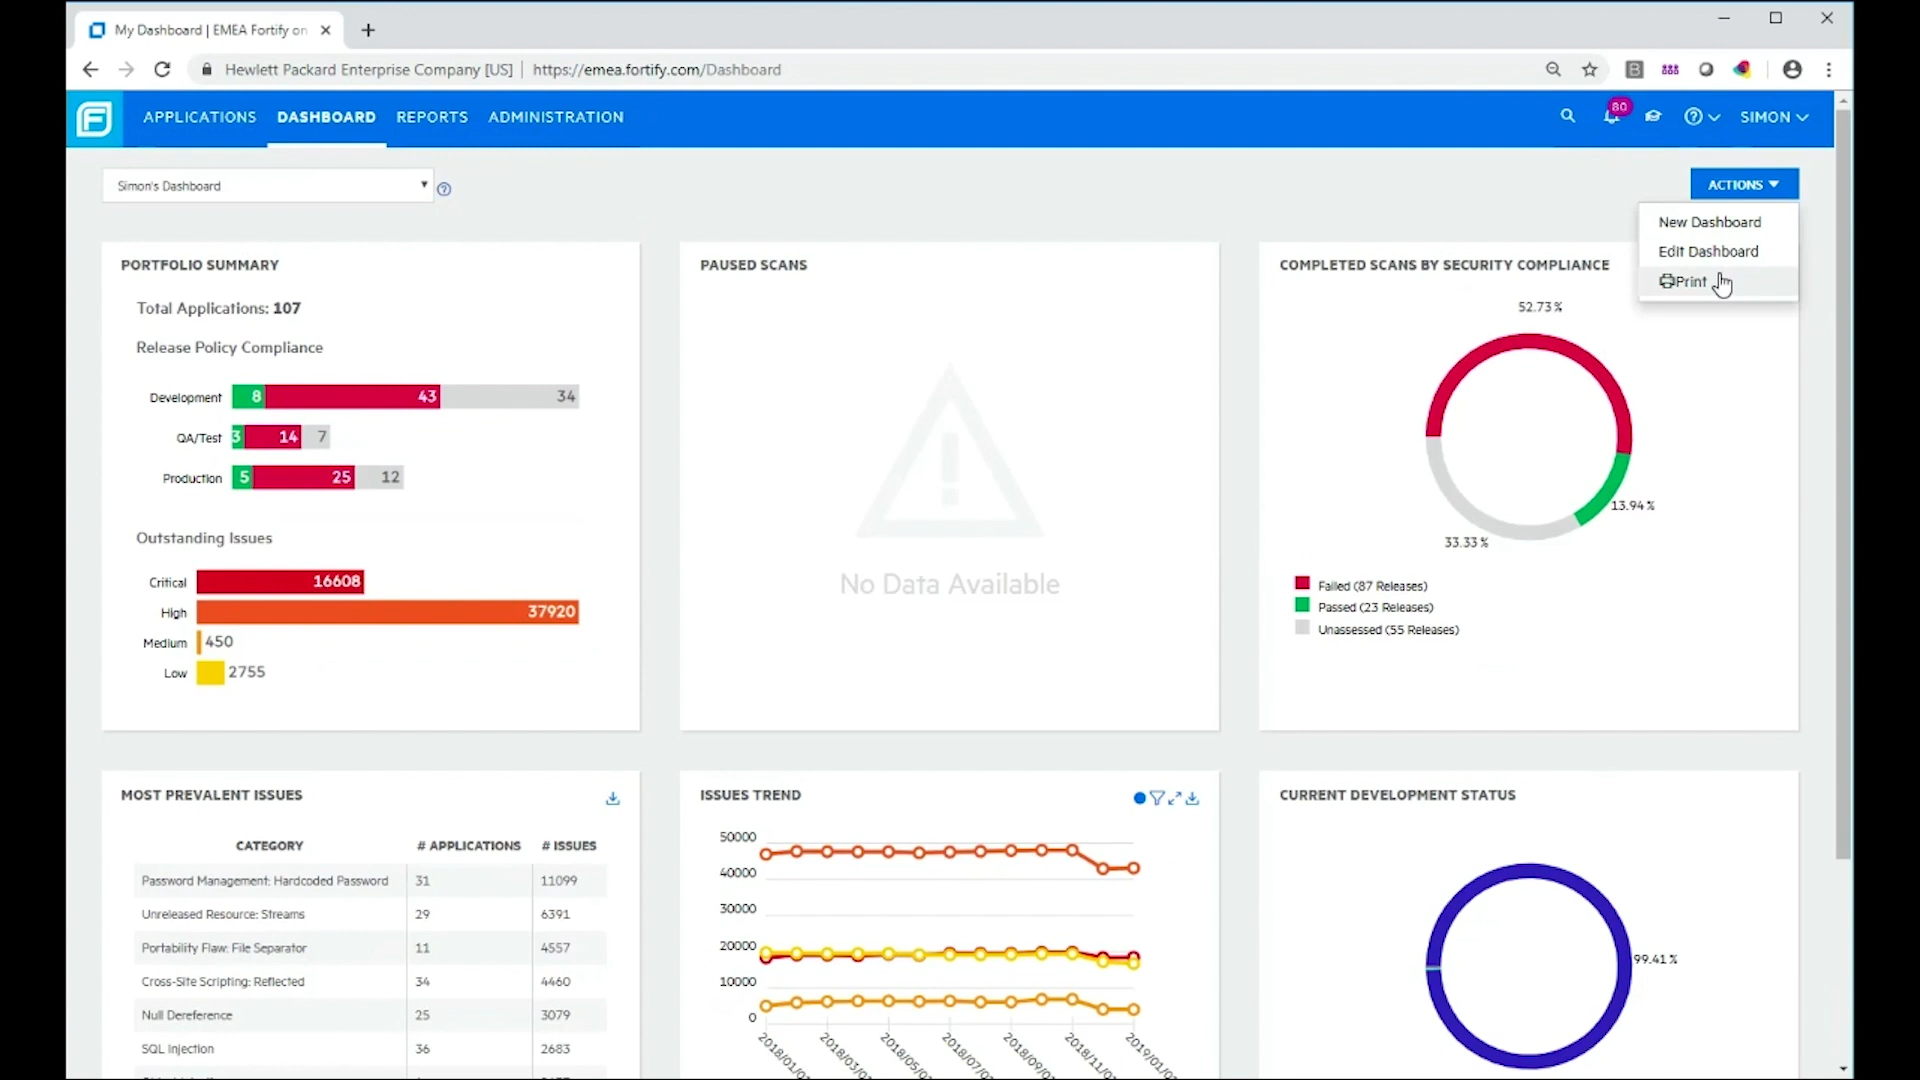 My Dashboard | EMEA Fortify on
Hewlett Packard Enterprise Company [US] | https://emea.fortify.com/Dashboard
APPLICATIONS DASHBOARD REPORTS ADMINISTRATION
80
SIMON
Simon's Dashboard
ACTIONS
New Dashboard
Edit Dashboard
Print
PORTFOLIO SUMMARY
Total Applications: 107
Release Policy Compliance
Development 8 43 34
QA/Test 3 14 7
Production 5 25 12
Outstanding Issues
Critical 16608
High 37920
Medium 450
Low 2755
PAUSED SCANS
No Data Available
COMPLETED SCANS BY SECURITY COMPLIANCE
52.73%
13.94%
33.33%
Failed (87 Releases)
Passed (23 Releases)
Unassessed (55 Releases)
MOST PREVALENT ISSUES
CATEGORY # APPLICATIONS # ISSUES
Password Management: Hardcoded Password 31 11099
Unreleased Resource: Streams 29 6391
Portability Flaw: File Separator 11 4557
Cross-Site Scripting: Reflected 34 4460
Null Dereference 25 3079
SQL Injection 36 2683
ISSUES TREND
50000
40000
30000
20000
10000
0
CURRENT DEVELOPMENT STATUS
99.41%